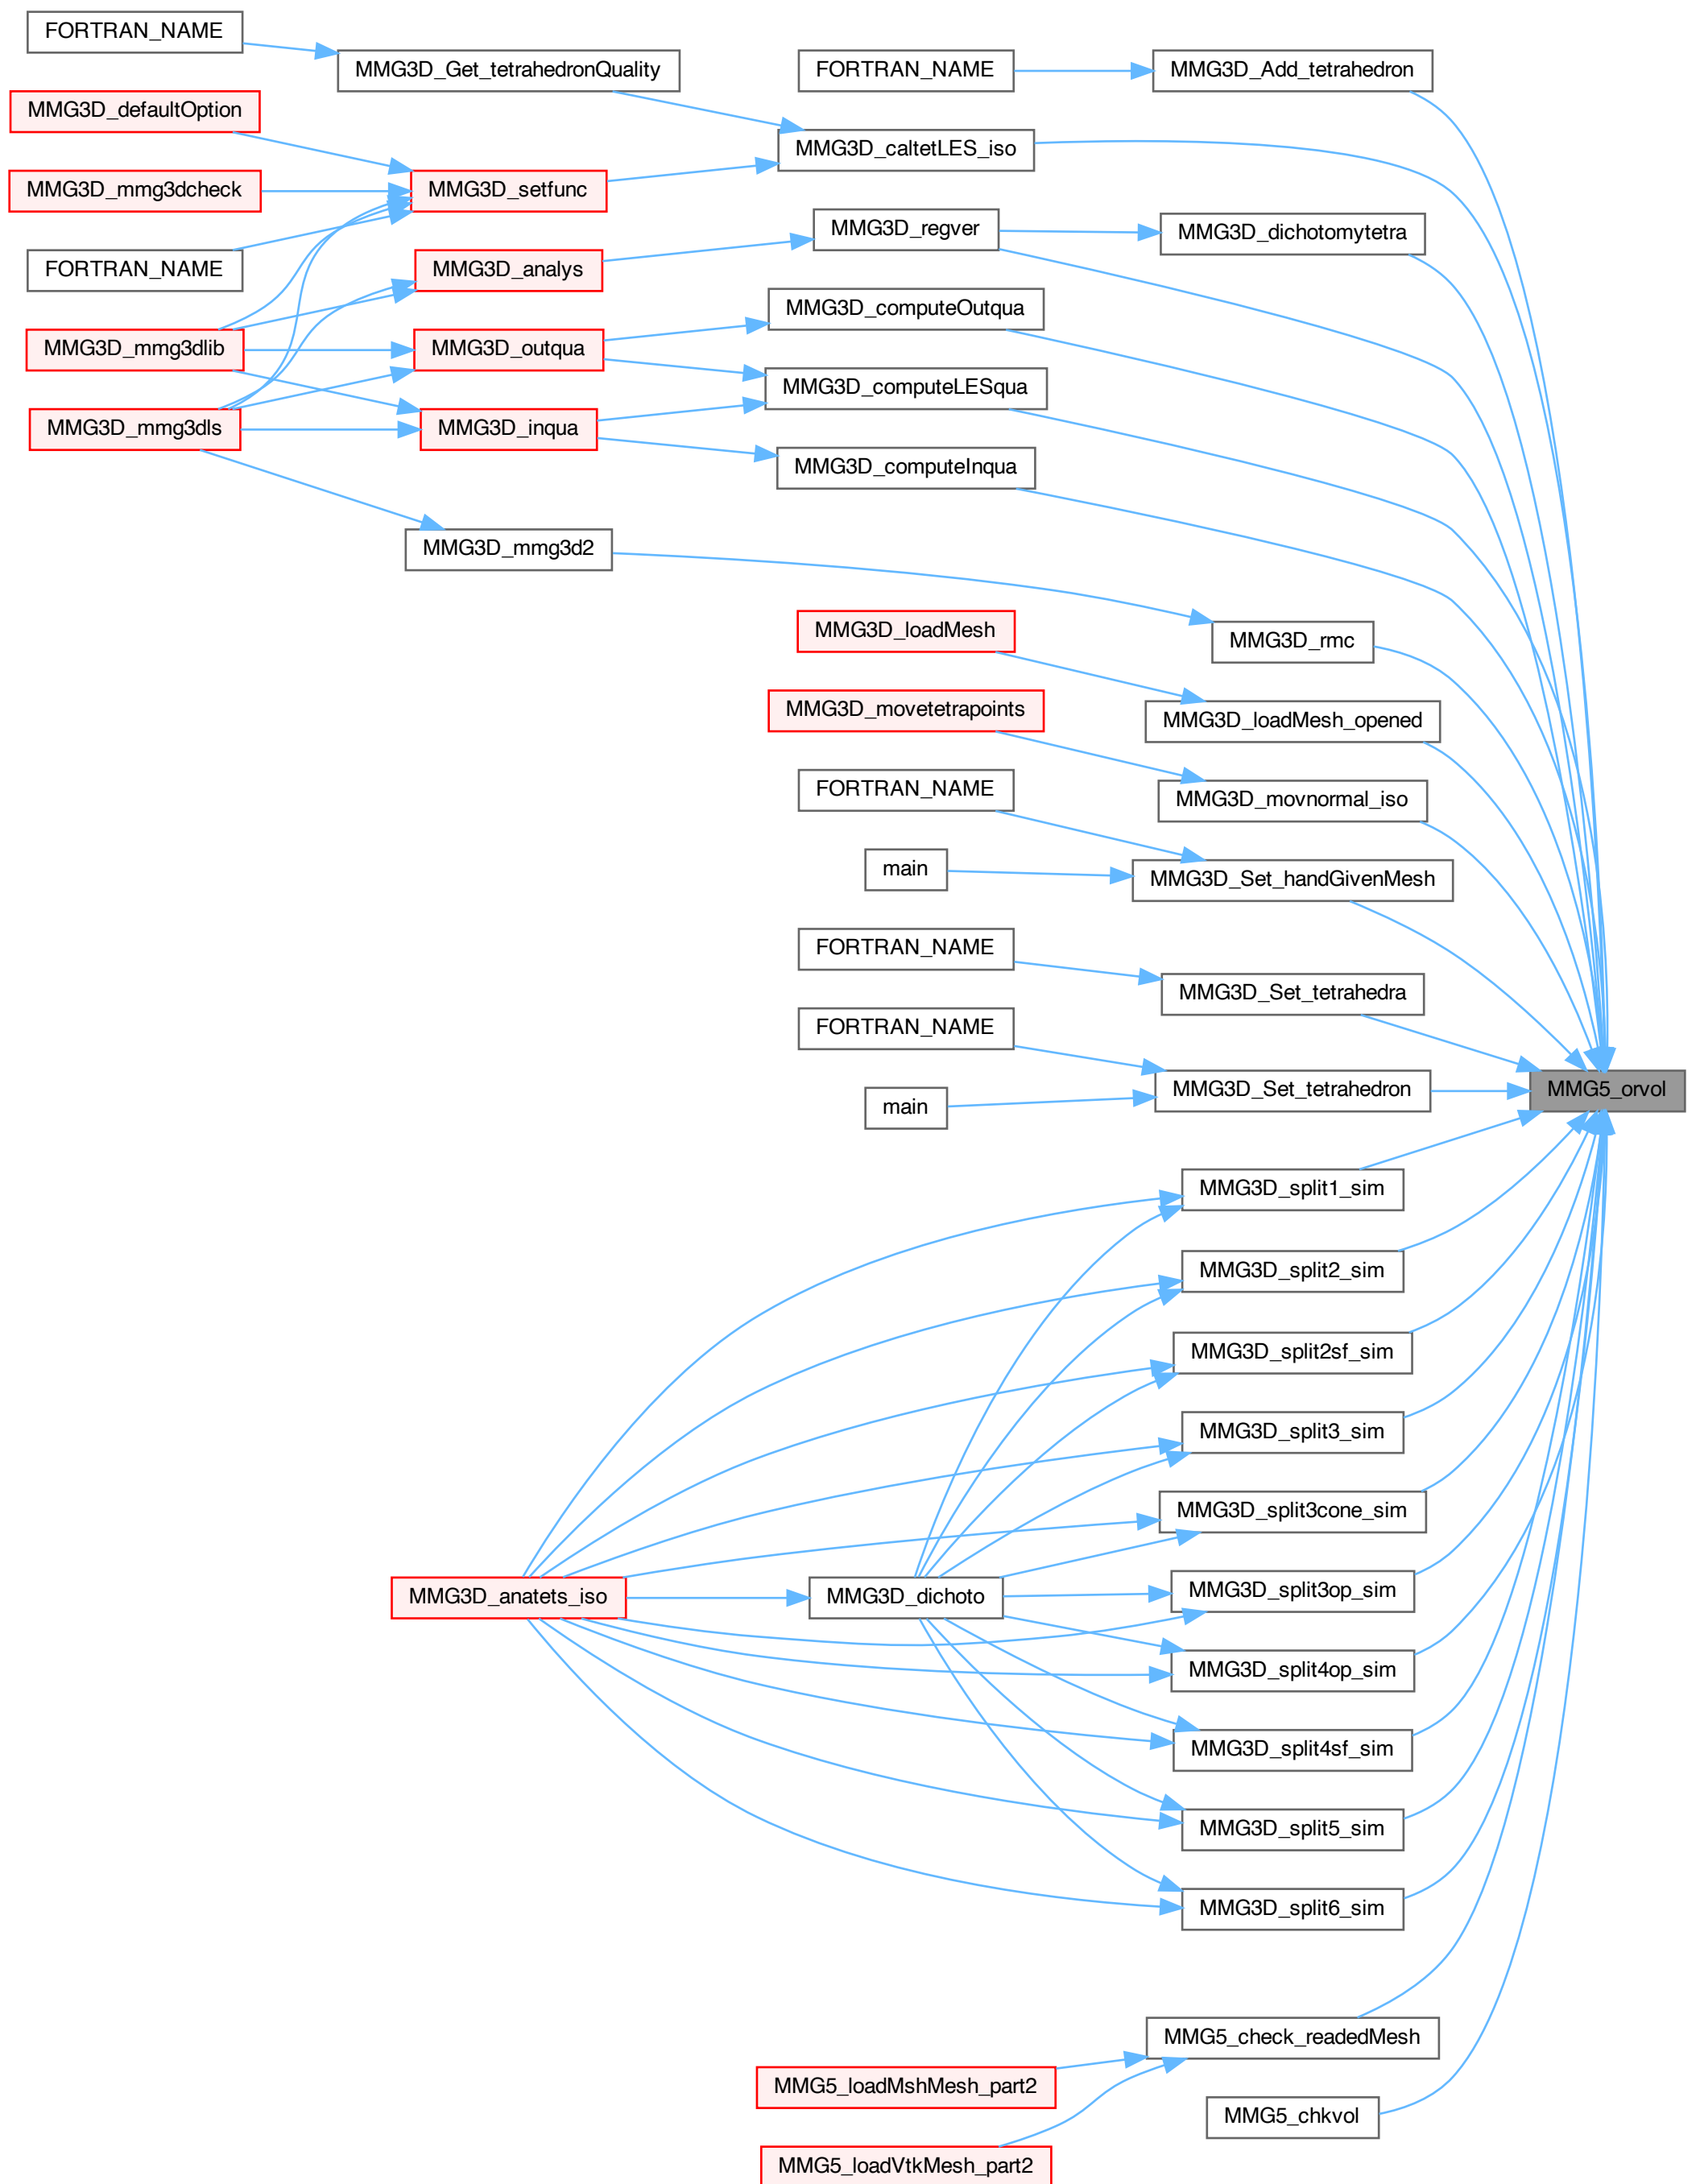 FORTRAN_NAME
MMG3D_Get_tetrahedronQuality
FORTRAN_NAME
MMG3D_Add_tetrahedron
MMG3D_defaultOption
MMG3D_caltetLES_iso
MMG3D_mmg3dcheck
MMG3D_setfunc
MMG3D_regver
MMG3D_dichotomytetra
FORTRAN_NAME
MMG3D_analys
MMG3D_computeOutqua
MMG3D_mmg3dlib
MMG3D_outqua
MMG3D_computeLESqua
MMG3D_mmg3dls
MMG3D_inqua
MMG3D_computeInqua
MMG3D_mmg3d2
MMG3D_loadMesh
MMG3D_rmc
MMG3D_movetetrapoints
MMG3D_loadMesh_opened
FORTRAN_NAME
MMG3D_movnormal_iso
main
MMG3D_Set_handGivenMesh
FORTRAN_NAME
MMG3D_Set_tetrahedra
FORTRAN_NAME
MMG3D_Set_tetrahedron
MMG5_orvol
main
MMG3D_split1_sim
MMG3D_split2_sim
MMG3D_split2sf_sim
MMG3D_split3_sim
MMG3D_split3cone_sim
MMG3D_anatets_iso
MMG3D_dichoto
MMG3D_split3op_sim
MMG3D_split4op_sim
MMG3D_split4sf_sim
MMG3D_split5_sim
MMG3D_split6_sim
MMG5_check_readedMesh
MMG5_loadMshMesh_part2
MMG5_chkvol
MMG5_loadVtkMesh_part2